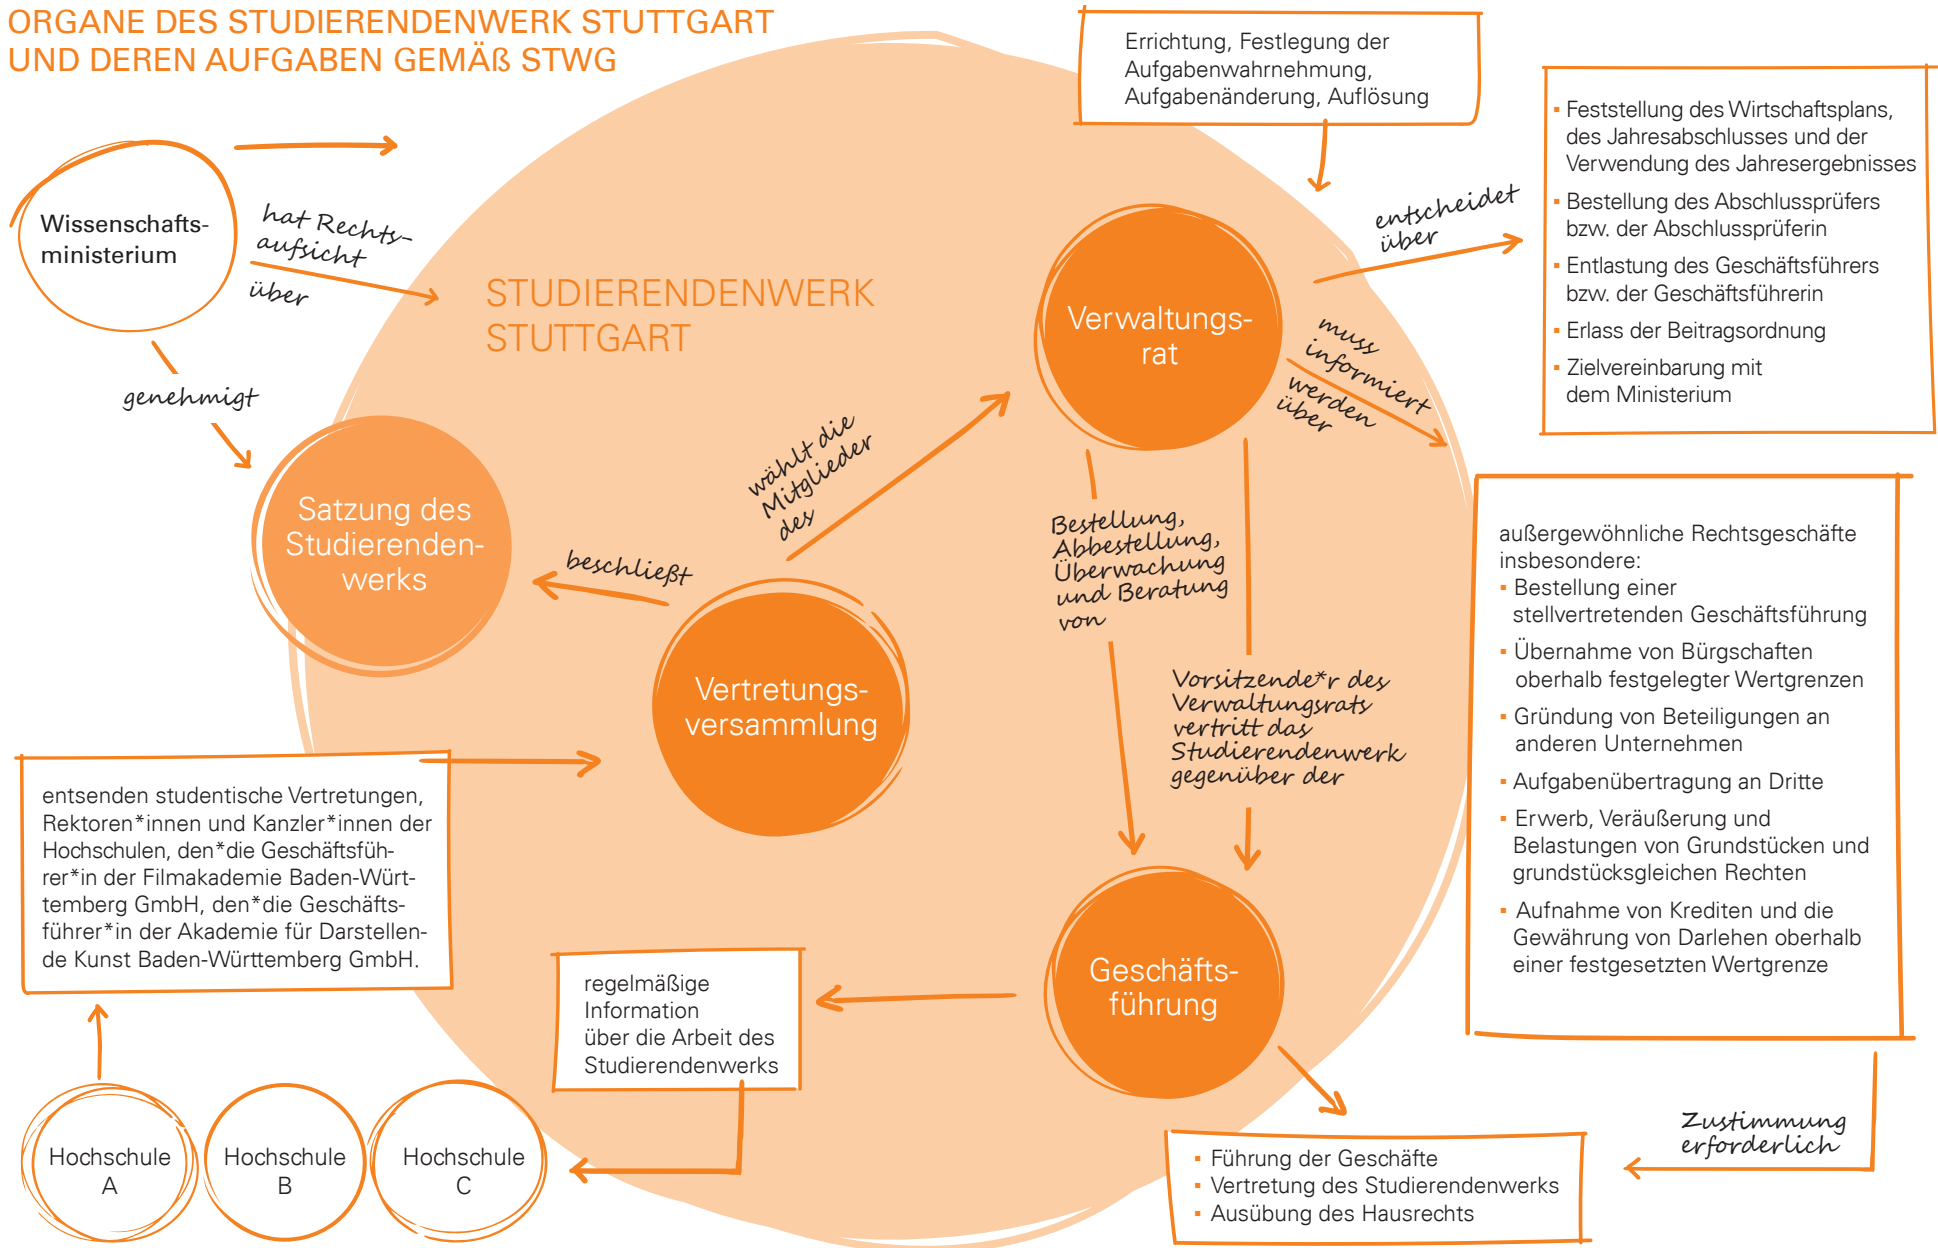 ORGANE DES STUDIERENDENWERK STUTTGART
UND DEREN AUFGABEN GEMÄß STWG
Errichtung, Festlegung der
Aufgabenwahrnehmung,
Aufgabenänderung, Auflösung
▪ Feststellung des Wirtschaftsplans,
des Jahresabschlusses und der
Verwendung des Jahresergebnisses
▪ Bestellung des Abschlussprüfers
bzw. der Abschlussprüferin
▪ Entlastung des Geschäftsführers
bzw. der Geschäftsführerin
▪ Erlass der Beitragsordnung
▪ Zielvereinbarung mit
dem Ministerium
Wissenschafts-
ministerium
hat Rechts-
aufsicht
über
genehmigt
STUDIERENDENWERK
STUTTGART
Verwaltungs-
rat
entscheidet
über
muss
informiert
werden
über
Satzung des
Studierenden-
werks
beschließt
wählt die
Mitglieder
des
Vertretungs-
versammlung
Bestellung,
Abbestellung,
Überwachung
und Beratung
von
Vorsitzende*r des
Verwaltungsrats
vertritt das
Studierendenwerk
gegenüber der
außergewöhnliche Rechtsgeschäfte
insbesondere:
▪ Bestellung einer
stellvertretenden Geschäftsführung
▪ Übernahme von Bürgschaften
oberhalb festgelegter Wertgrenzen
▪ Gründung von Beteiligungen an
anderen Unternehmen
▪ Aufgabenübertragung an Dritte
▪ Erwerb, Veräußerung und
Belastungen von Grundstücken und
grundstücksgleichen Rechten
▪ Aufnahme von Krediten und die
Gewährung von Darlehen oberhalb
einer festgesetzten Wertgrenze
entsenden studentische Vertretungen,
Rektoren*innen und Kanzler*innen der
Hochschulen, den*die Geschäftsfüh-
rer*in der Filmakademie Baden-Würt-
temberg GmbH, den*die Geschäfts-
führer*in der Akademie für Darstellen-
de Kunst Baden-Württemberg GmbH.
regelmäßige
Information
über die Arbeit des
Studierendenwerks
Geschäfts-
führung
Hochschule
A
Hochschule
B
Hochschule
C
▪ Führung der Geschäfte
▪ Vertretung des Studierendenwerks
▪ Ausübung des Hausrechts
Zustimmung
erforderlich